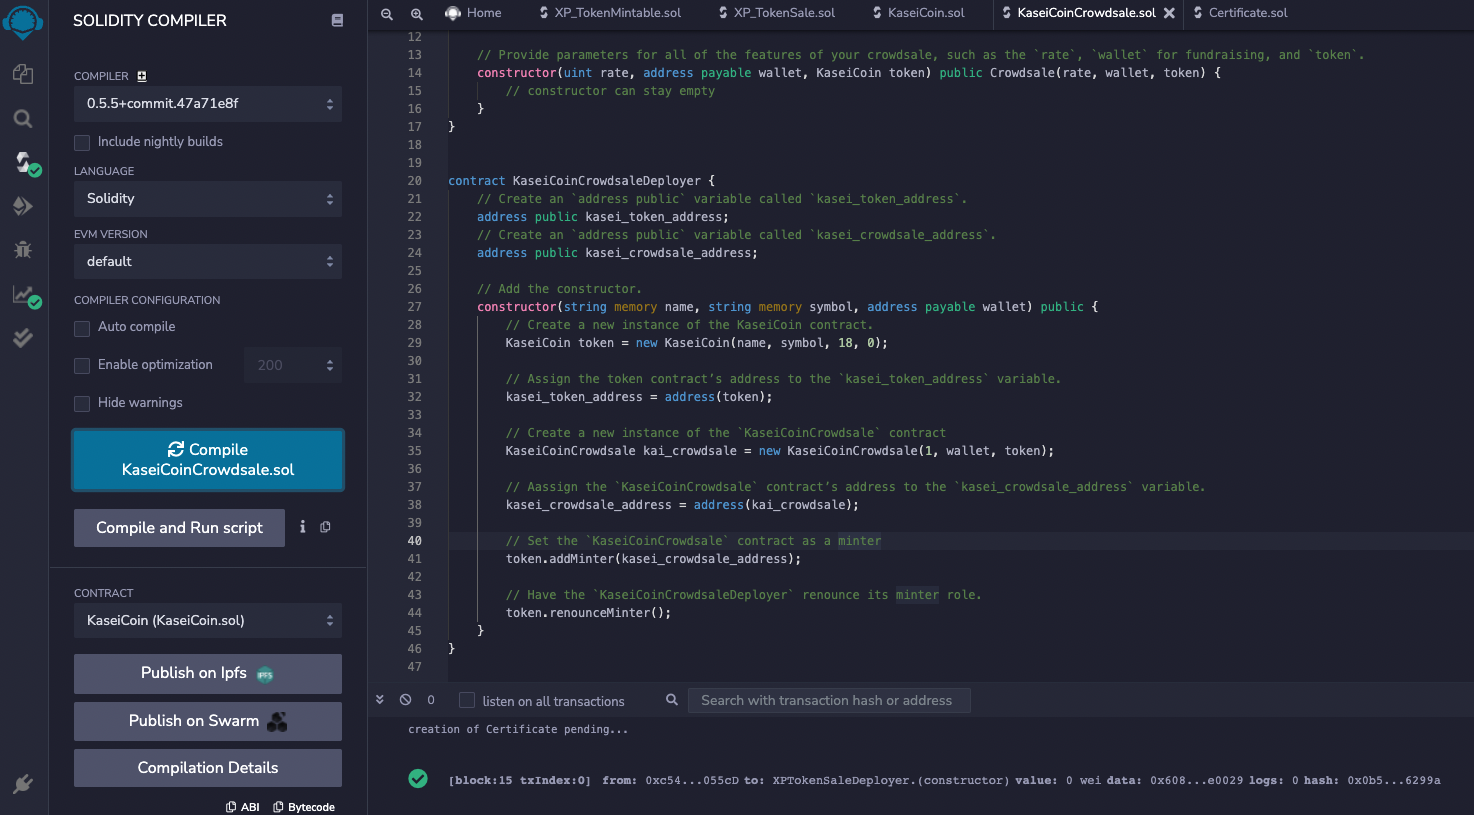 SOLIDITY COMPILER
COMPILER
0.5.5+commit.47a71e8f
Include nightly builds
LANGUAGE
Solidity
EVM VERSION
default
COMPILER CONFIGURATION
Auto compile
Enable optimization
200
Hide warnings
Compile
KaseiCoinCrowdsale.sol
Compile and Run script
CONTRACT
KaseiCoin (KaseiCoin.sol)
Publish on Ipfs
IPFS
Publish on Swarm
Compilation Details
ABI Bytecode
Home XP_TokenMintable.sol XP_TokenSale.sol KaseiCoin.sol KaseiCoinCrowdsale.sol Certificate.sol
12
13 // Provide parameters for all of the features of your crowdsale, such as the `rate`, `wallet` for fundraising, and `token`.
14 constructor(uint rate, address payable wallet, KaseiCoin token) public Crowdsale(rate, wallet, token) {
15 // constructor can stay empty
16 }
17 }
18
19
20 contract KaseiCoinCrowdsaleDeployer {
21 // Create an `address public` variable called `kasei_token_address`.
22 address public kasei_token_address;
23 // Create an `address public` variable called `kasei_crowdsale_address`.
24 address public kasei_crowdsale_address;
25
26 // Add the constructor.
27 constructor(string memory name, string memory symbol, address payable wallet) public {
28 // Create a new instance of the KaseiCoin contract.
29 KaseiCoin token = new KaseiCoin(name, symbol, 18, 0);
30
31 // Assign the token contract’s address to the `kasei_token_address` variable.
32 kasei_token_address = address(token);
33
34 // Create a new instance of the `KaseiCoinCrowdsale` contract
35 KaseiCoinCrowdsale kai_crowdsale = new KaseiCoinCrowdsale(1, wallet, token);
36
37 // Aassign the `KaseiCoinCrowdsale` contract’s address to the `kasei_crowdsale_address` variable.
38 kasei_crowdsale_address = address(kai_crowdsale);
39
40 // Set the `KaseiCoinCrowdsale` contract as a minter
41 token.addMinter(kasei_crowdsale_address);
42
43 // Have the `KaseiCoinCrowdsaleDeployer` renounce its minter role.
44 token.renounceMinter();
45 }
46 }
47
0 listen on all transactions Search with transaction hash or address
creation of Certificate pending...
[block:15 txIndex:0] from: 0xc54...055cD to: XPTokenSaleDeployer.(constructor) value: 0 wei data: 0x608...e0029 logs: 0 hash: 0x0b5...6299a